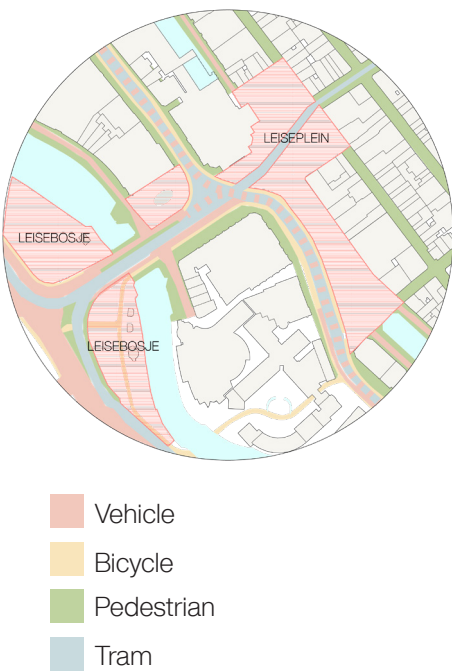 LEISEPLEIN
LEISEBOSJE
LEISEBOSJE
Vehicle
Bicycle
Pedestrian
Tram